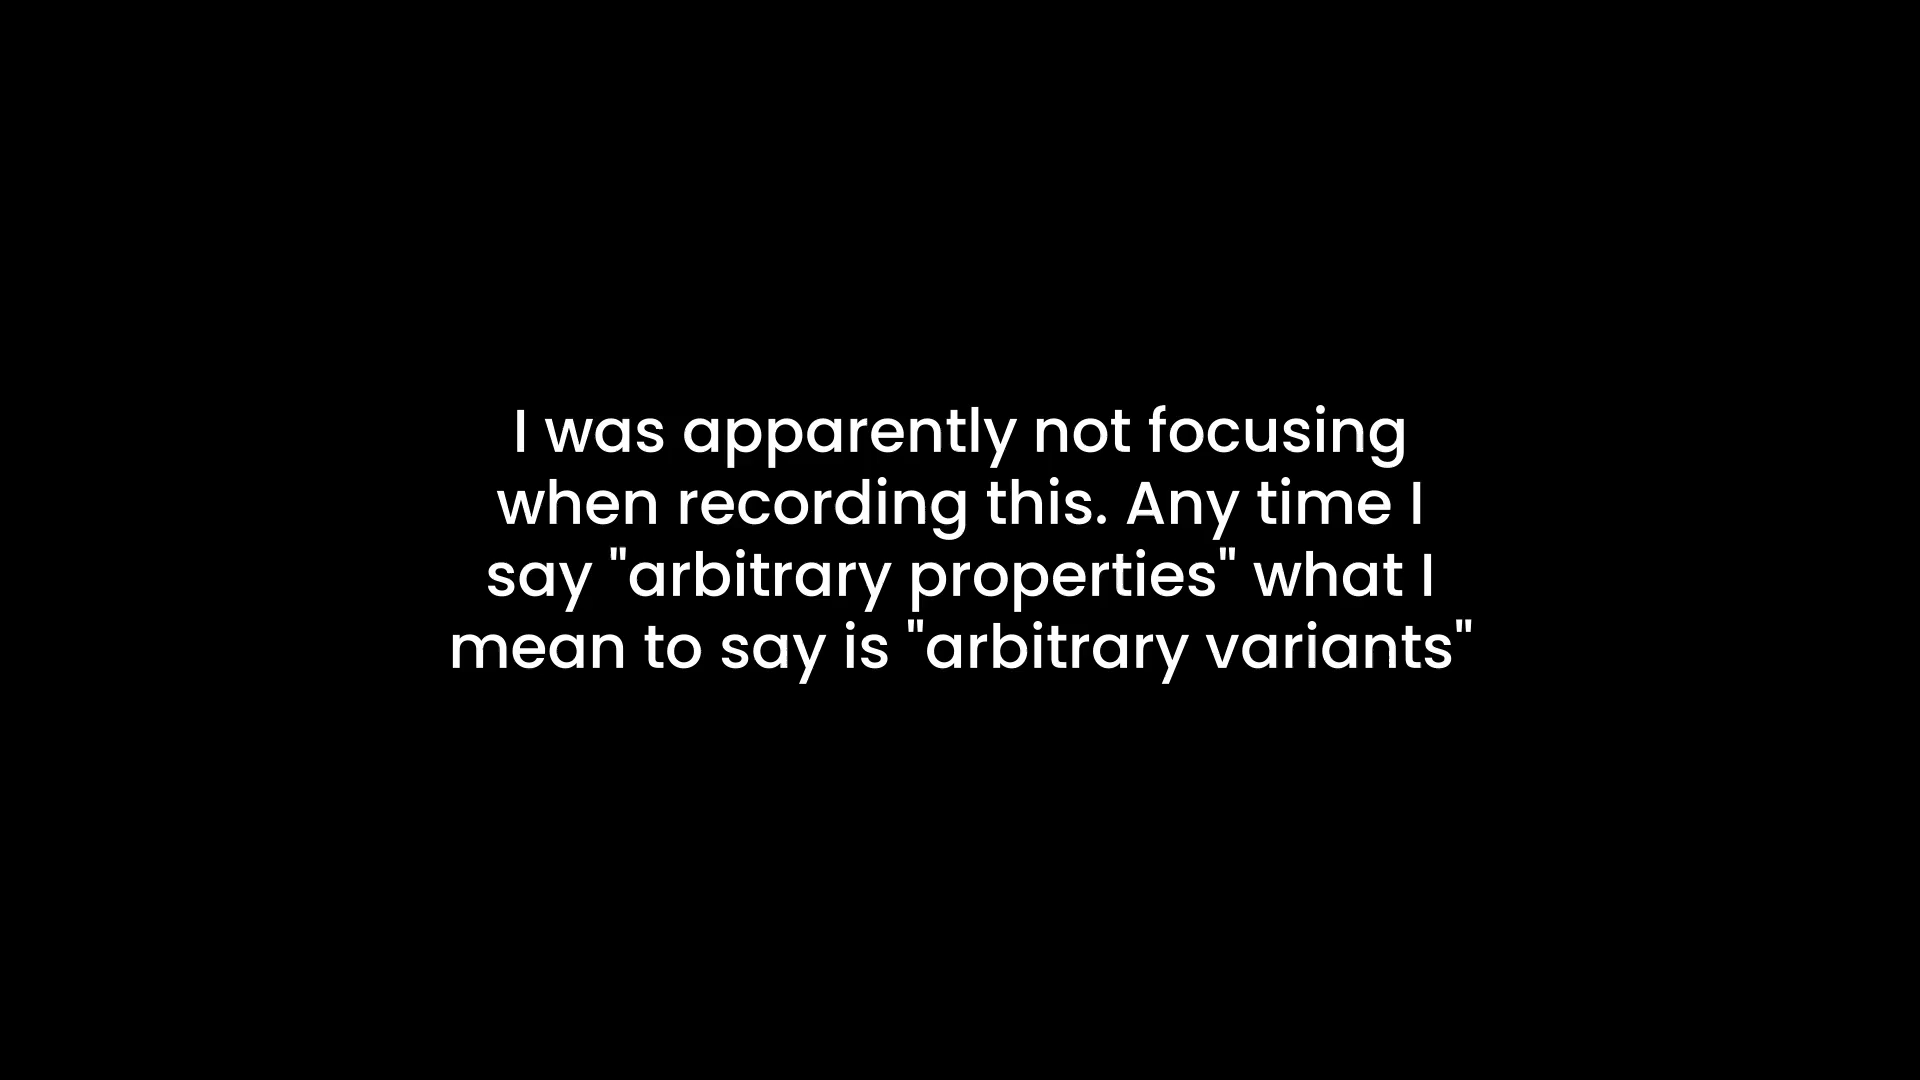 I was apparently not focusing
when recording this. Any time I
say "arbitrary properties" what I
mean to say is "arbitrary variants"